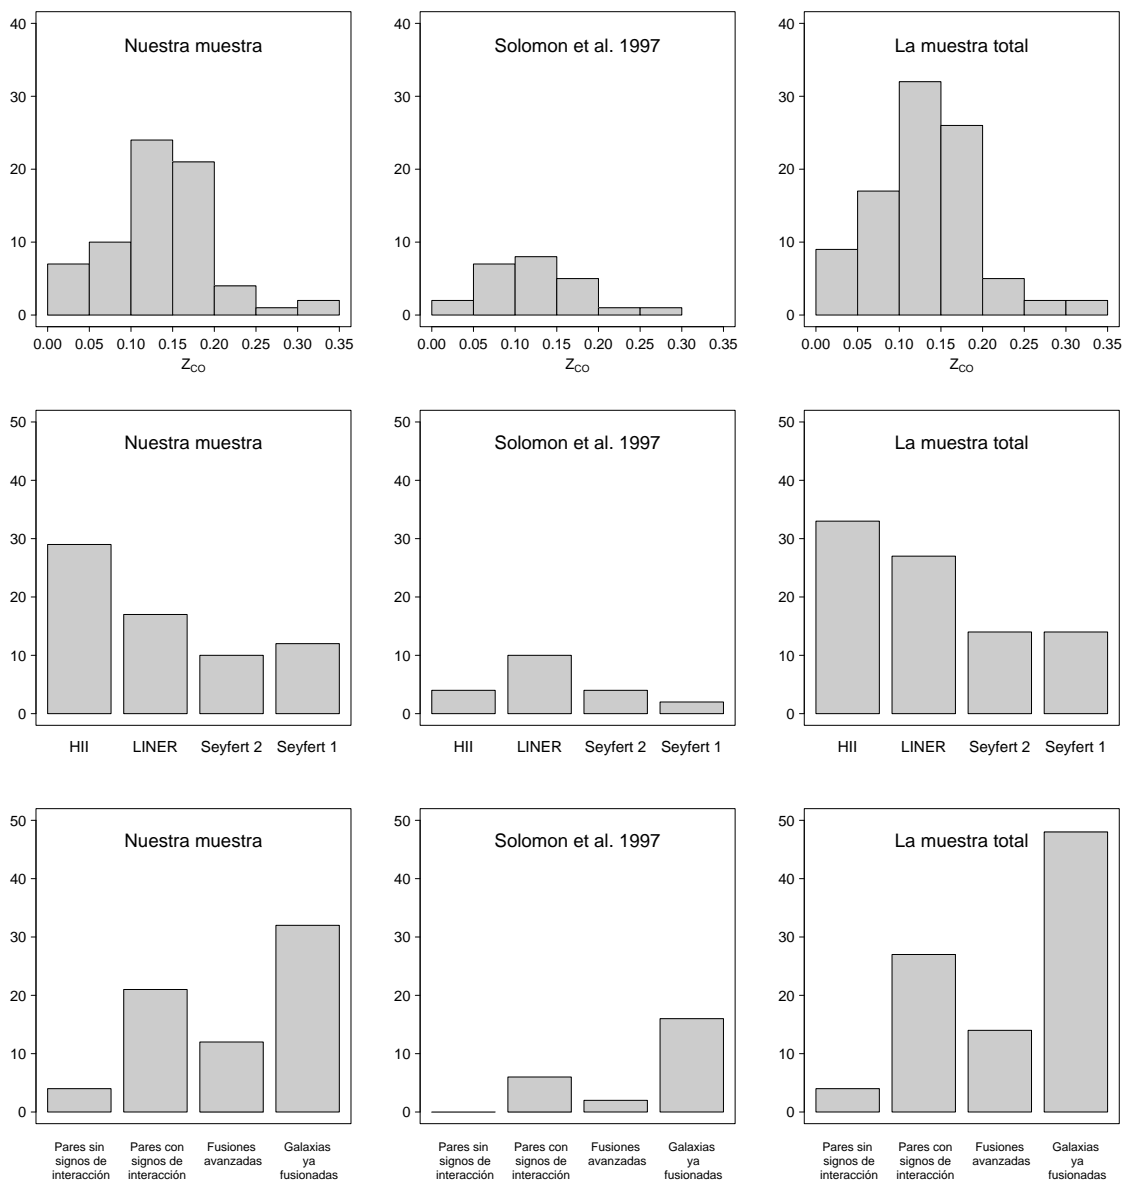 Nuestra muestra
Solomon et al. 1997
La muestra total
40
30
20
10
0
40
30
20
10
0
40
30
20
10
0
0.00 0.05 0.10 0.15 0.20 0.25 0.30 0.35
0.00 0.05 0.10 0.15 0.20 0.25 0.30 0.35
0.00 0.05 0.10 0.15 0.20 0.25 0.30 0.35
ZCO
ZCO
ZCO
Nuestra muestra
Solomon et al. 1997
La muestra total
50
40
30
20
10
0
50
40
30
20
10
0
50
40
30
20
10
0
HII LINER Seyfert 2 Seyfert 1
HII LINER Seyfert 2 Seyfert 1
HII LINER Seyfert 2 Seyfert 1
Nuestra muestra
Solomon et al. 1997
La muestra total
50
40
30
20
10
0
50
40
30
20
10
0
50
40
30
20
10
0
Pares sin
signos de
interacción
Pares con
signos de
interacción
Fusiones
avanzadas
Galaxias
ya
fusionadas
Pares sin
signos de
interacción
Pares con
signos de
interacción
Fusiones
avanzadas
Galaxias
ya
fusionadas
Pares sin
signos de
interacción
Pares con
signos de
interacción
Fusiones
avanzadas
Galaxias
ya
fusionadas